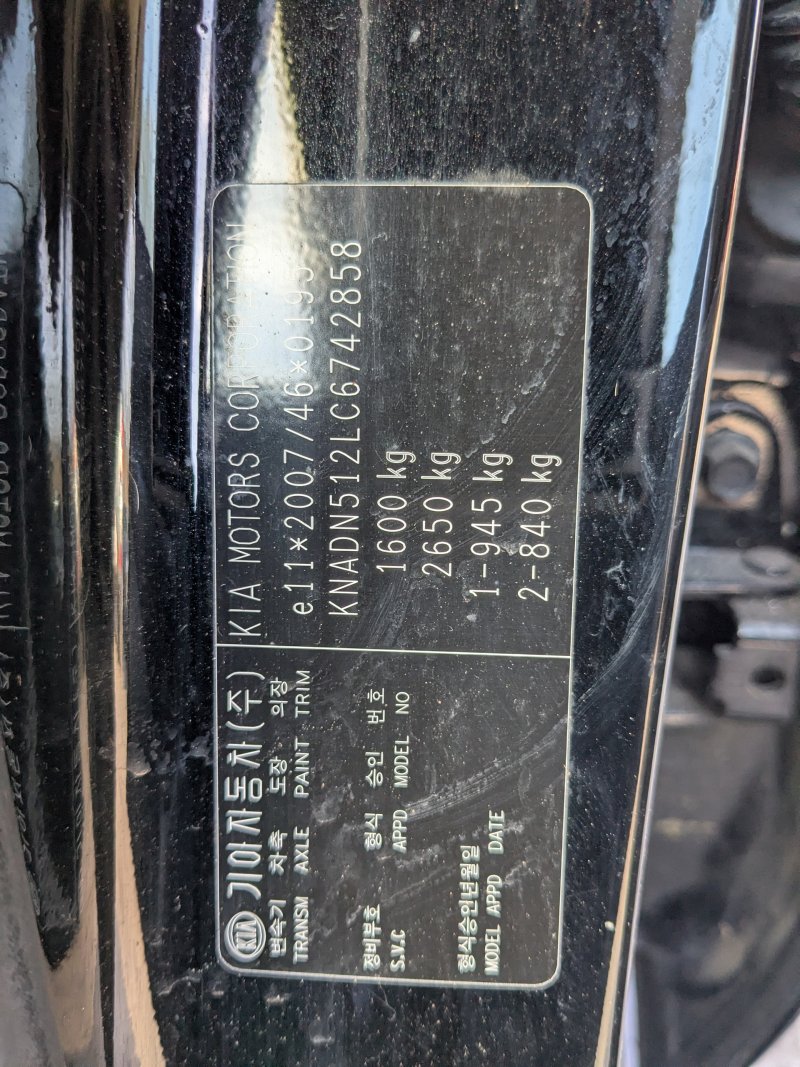 KIA 기아자동차(주)
변속기 차축 도장 의장
TRANSM AXLE PAINT TRIM
정비부호 형식 승인 번호
S.V.C APPD MODEL NO
형식승인년월일
MODEL APPD DATE
KIA MOTORS CORPORATION
e11*2007/46*0195*
KNADN512LC6742858
1600 kg
2650 kg
1-945 kg
2-840 kg